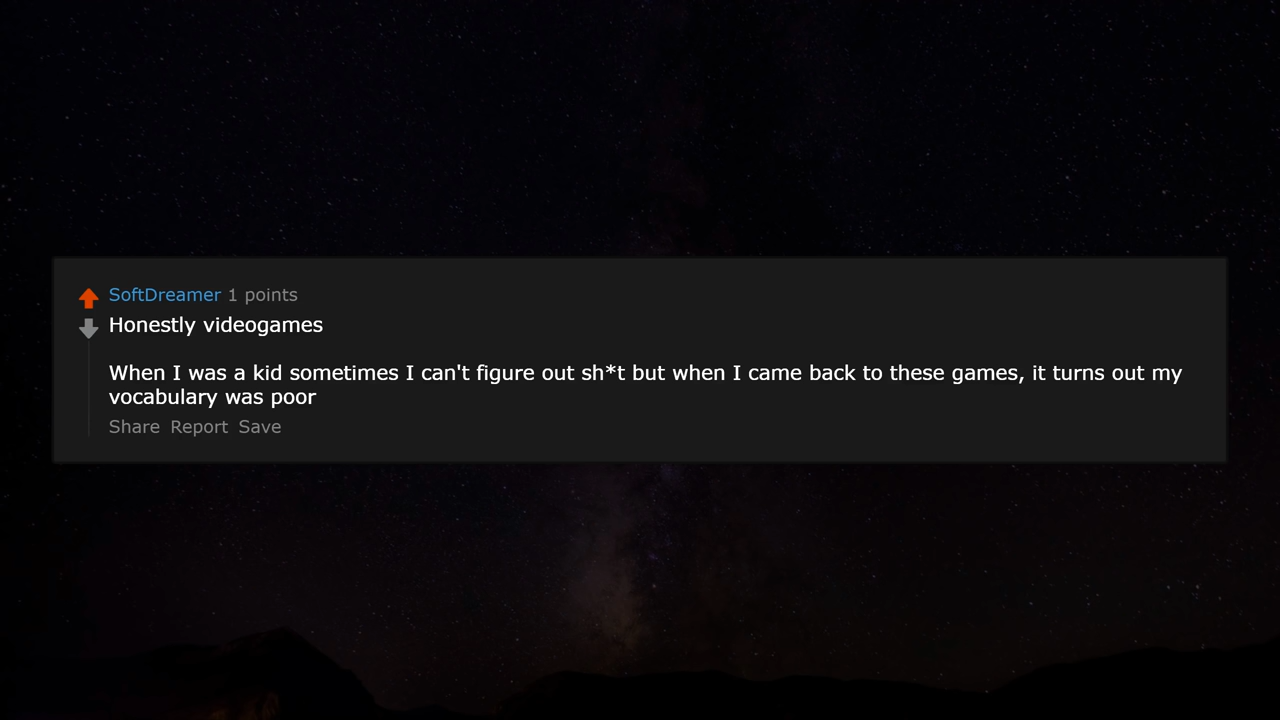 SoftDreamer 1 points
Honestly videogames
When I was a kid sometimes I can't figure out sh*t but when I came back to these games, it turns out my
vocabulary was poor
Share Report Save